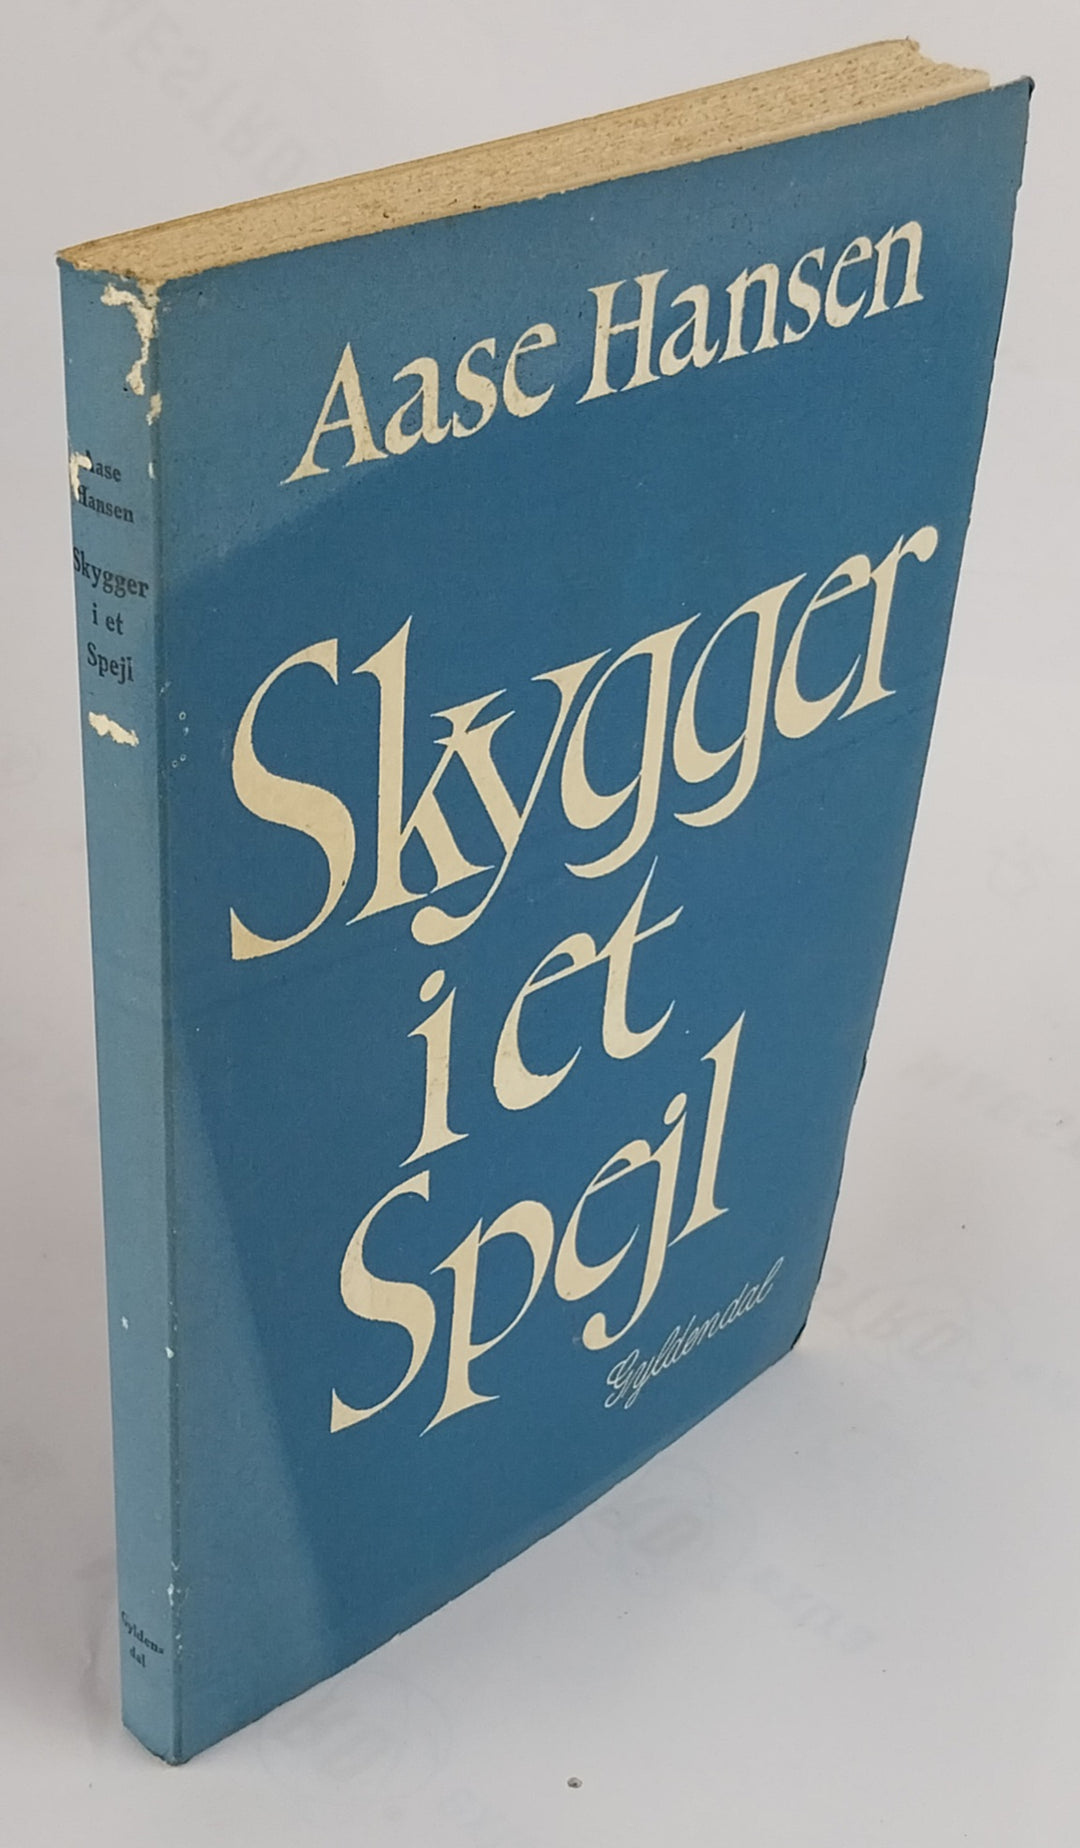 Aase Hansen
Skygger
i et
Spejl
Gyldendal
Aase
Hansen
Skygger
i et
Spejl
Gyldens
dal